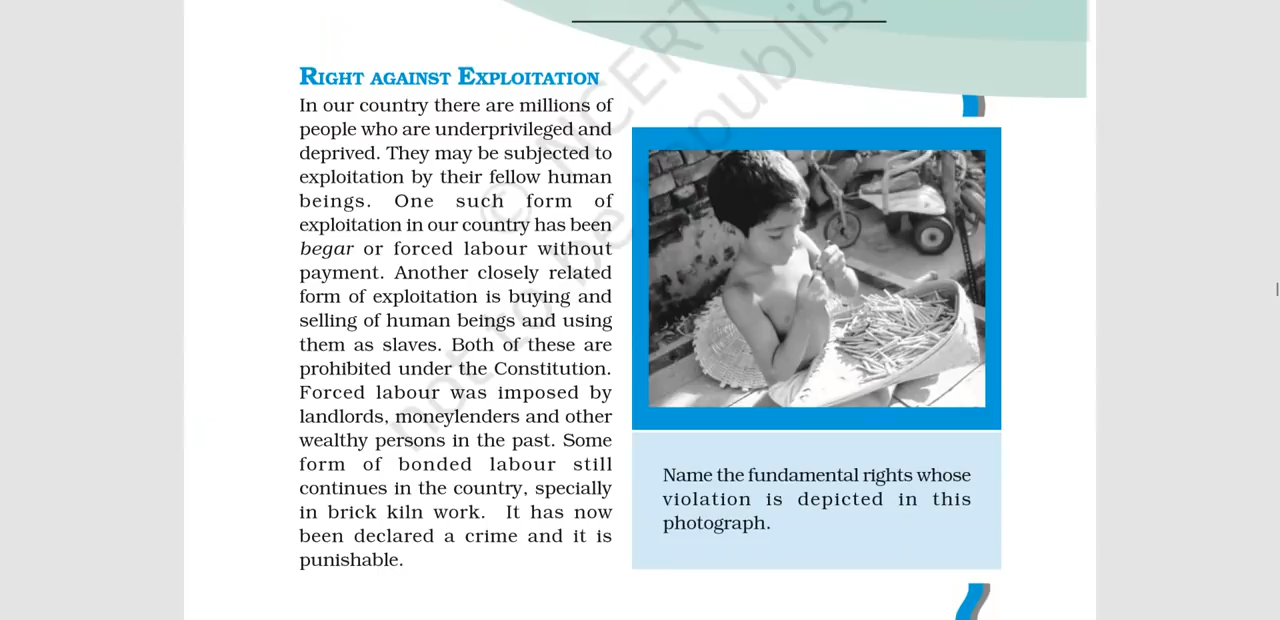 RIGHT AGAINST EXPLOITATION
In our country there are millions of
people who are underprivileged and
deprived. They may be subjected to
exploitation by their fellow human
beings. One such form of
exploitation in our country has been
begar or forced labour without
payment. Another closely related
form of exploitation is buying and
selling of human beings and using
them as slaves. Both of these are
prohibited under the Constitution.
Forced labour was imposed by
landlords, moneylenders and other
wealthy persons in the past. Some
form of bonded labour still
continues in the country, specially
in brick kiln work. It has now
been declared a crime and it is
punishable.
Name the fundamental rights whose
violation is depicted in this
photograph.
© NCERT
not to be republis